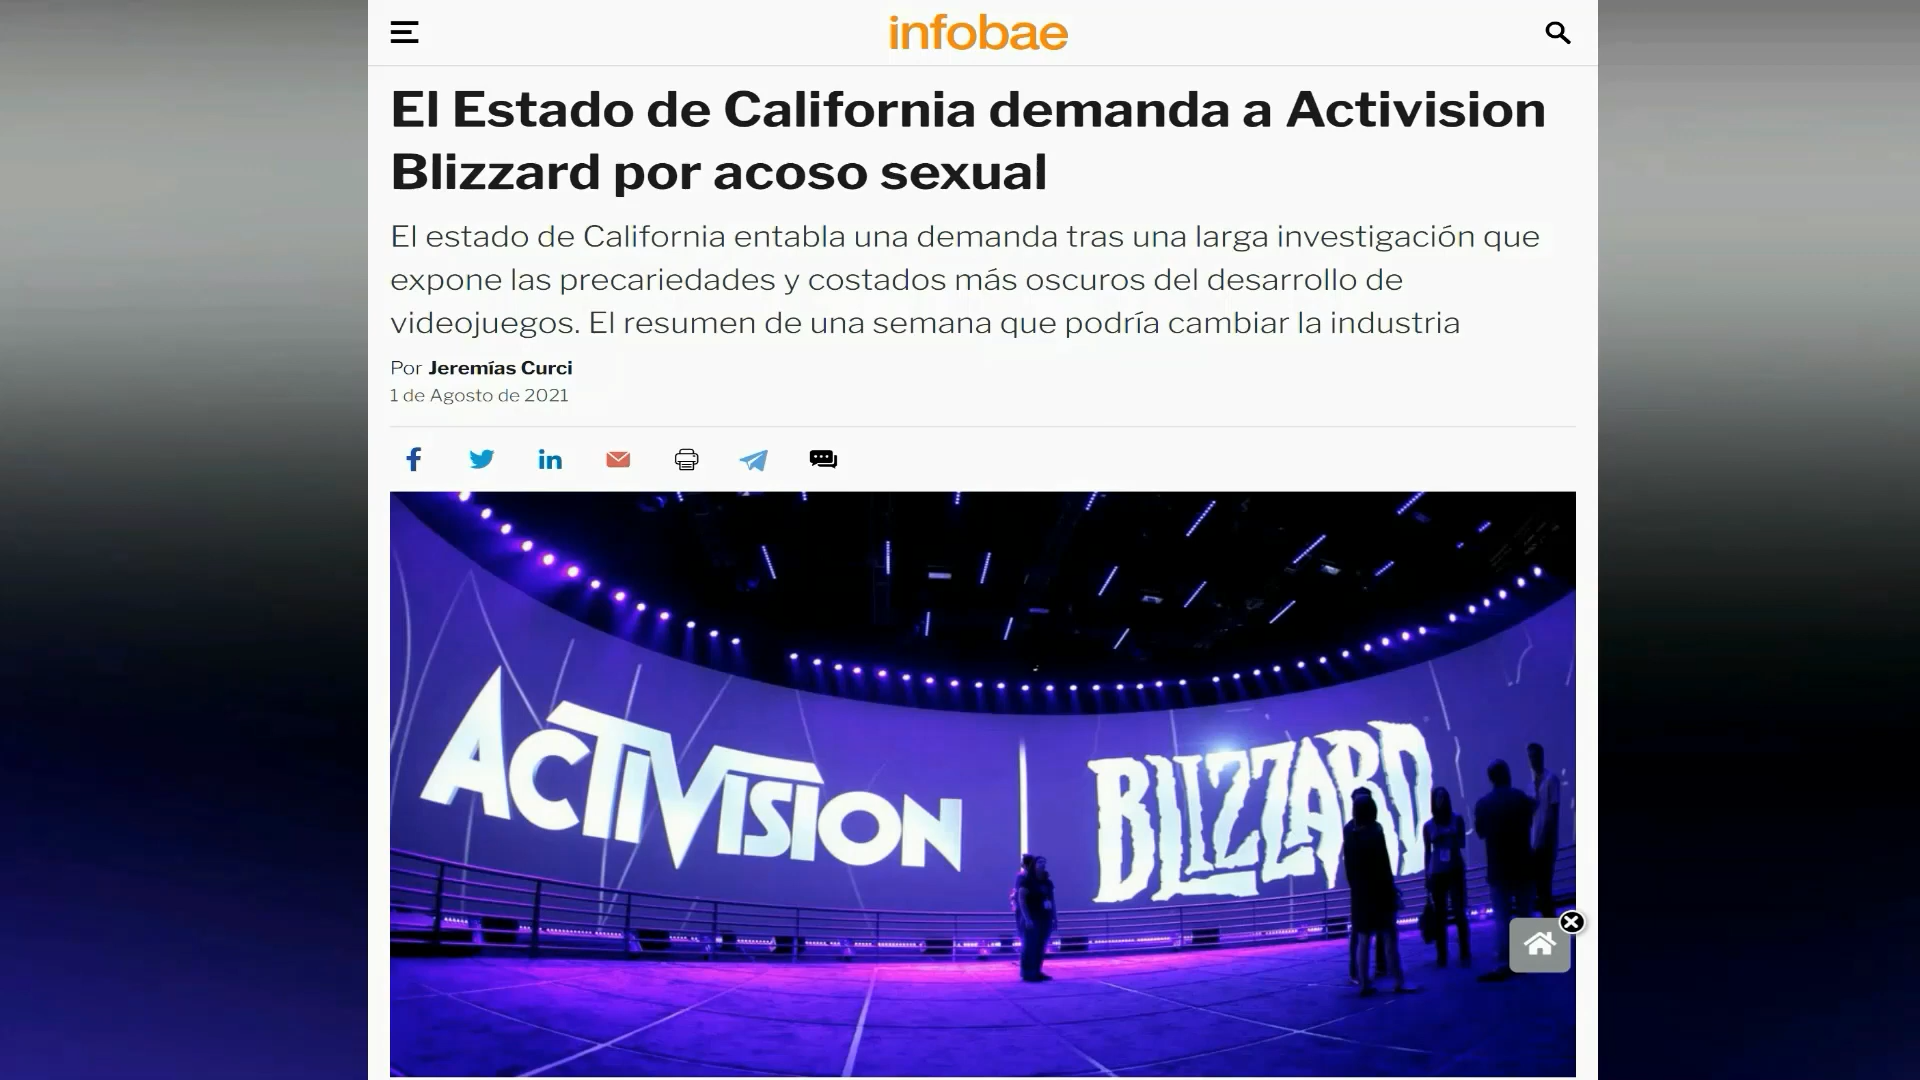 infobae
El Estado de California demanda a Activision
Blizzard por acoso sexual
El estado de California entabla una demanda tras una larga investigación que
expone las precariedades y costados más oscuros del desarrollo de
videojuegos. El resumen de una semana que podría cambiar la industria
Por Jeremías Curci
1 de Agosto de 2021
ACTIVISION
BLIZZARD